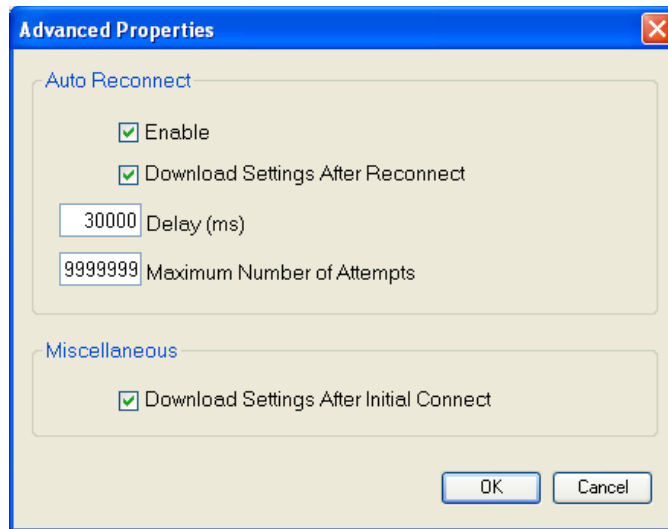 Advanced Properties
Auto Reconnect
Enable
Download Settings After Reconnect
30000 Delay (ms)
9999999 Maximum Number of Attempts
Miscellaneous
Download Settings After Initial Connect
OK Cancel